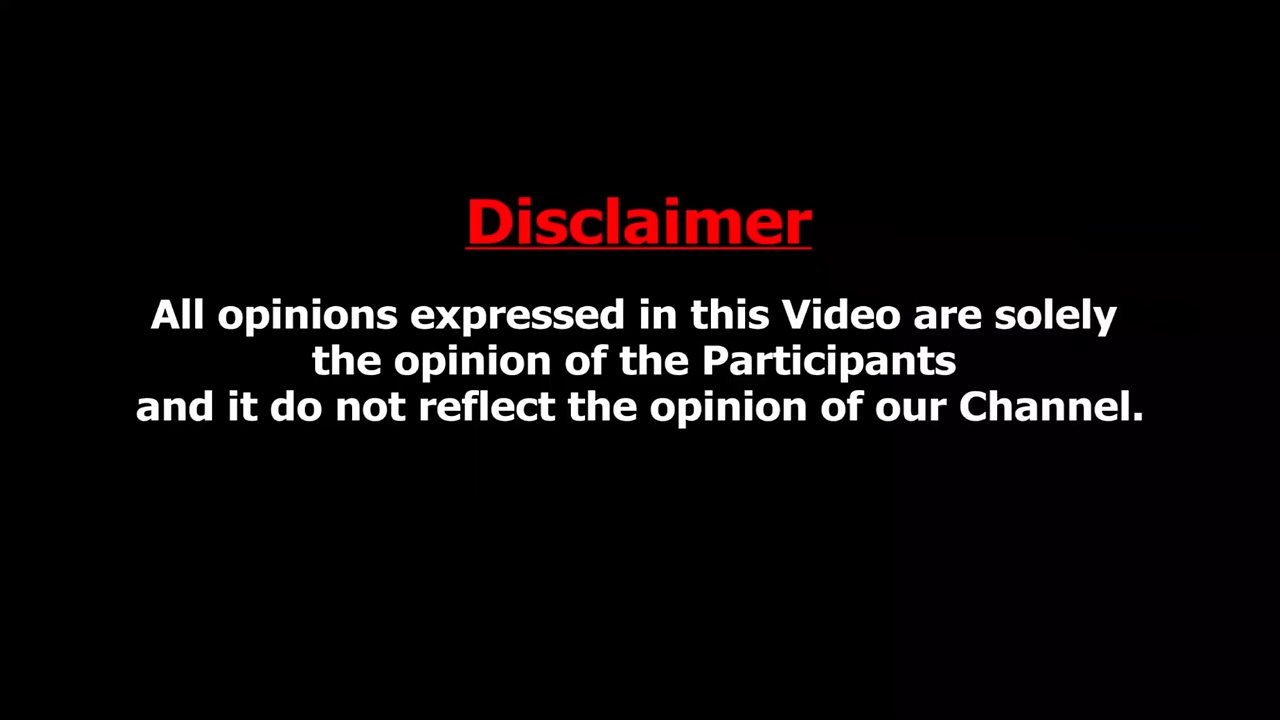 Disclaimer
All opinions expressed in this Video are solely
the opinion of the Participants
and it do not reflect the opinion of our Channel.